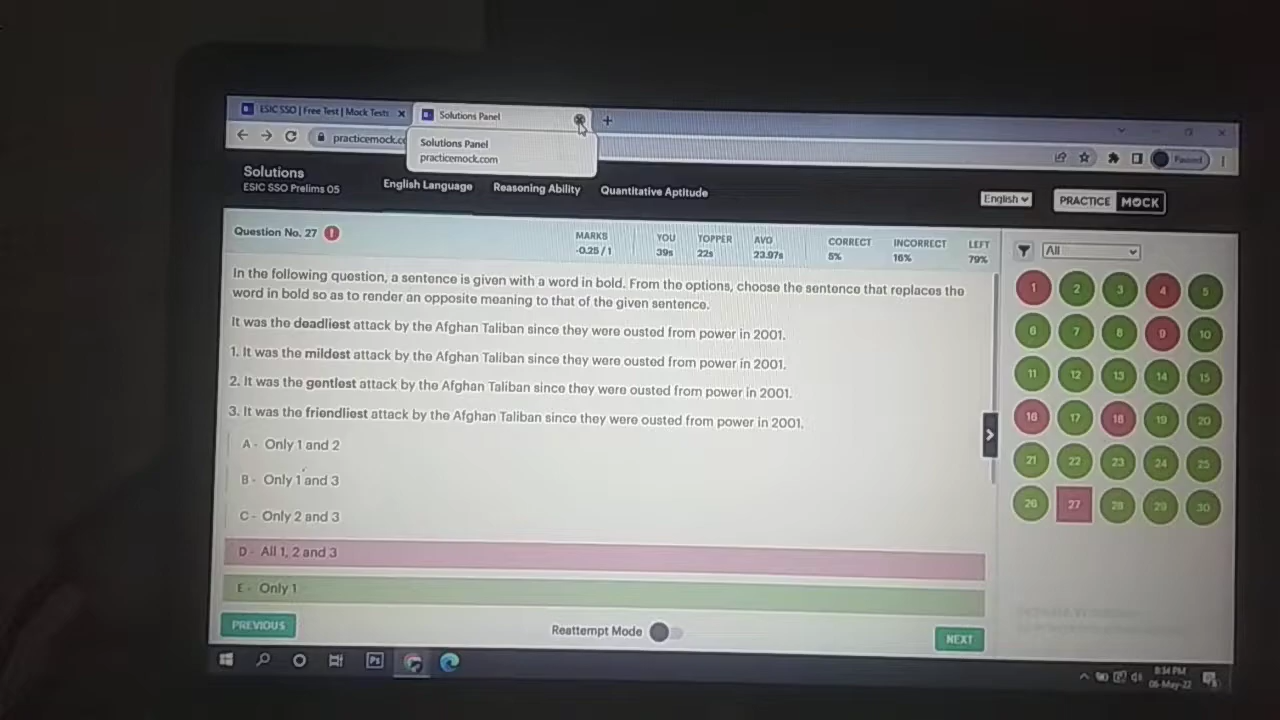 ESIC SSO | Free Test | Mock Tests
Solutions Panel
practicemock.co
Solutions Panel
practicemock.com
Paused
Solutions
ESIC SSO Prelims 05
English Language
Reasoning Ability
Quantitative Aptitude
English
PRACTICE MOCK
Question No. 27
MARKS
-0.25 / 1
YOU
39s
TOPPER
22s
AVG
23.97s
CORRECT
5%
INCORRECT
16%
LEFT
79%
All
In the following question, a sentence is given with a word in bold. From the options, choose the sentence that replaces the
word in bold so as to render an opposite meaning to that of the given sentence.
It was the deadliest attack by the Afghan Taliban since they were ousted from power in 2001.
1. It was the mildest attack by the Afghan Taliban since they were ousted from power in 2001.
2. It was the gentlest attack by the Afghan Taliban since they were ousted from power in 2001.
3. It was the friendliest attack by the Afghan Taliban since they were ousted from power in 2001.
A - Only 1 and 2
B - Only 1 and 3
C - Only 2 and 3
D - All 1, 2 and 3
E - Only 1
1 2 3 4 5
6 7 8 9 10
11 12 13 14 15
16 17 18 19 20
21 22 23 24 25
26 27 28 29 30
PREVIOUS
Reattempt Mode
NEXT
Ps
8:34 PM
06-May-22